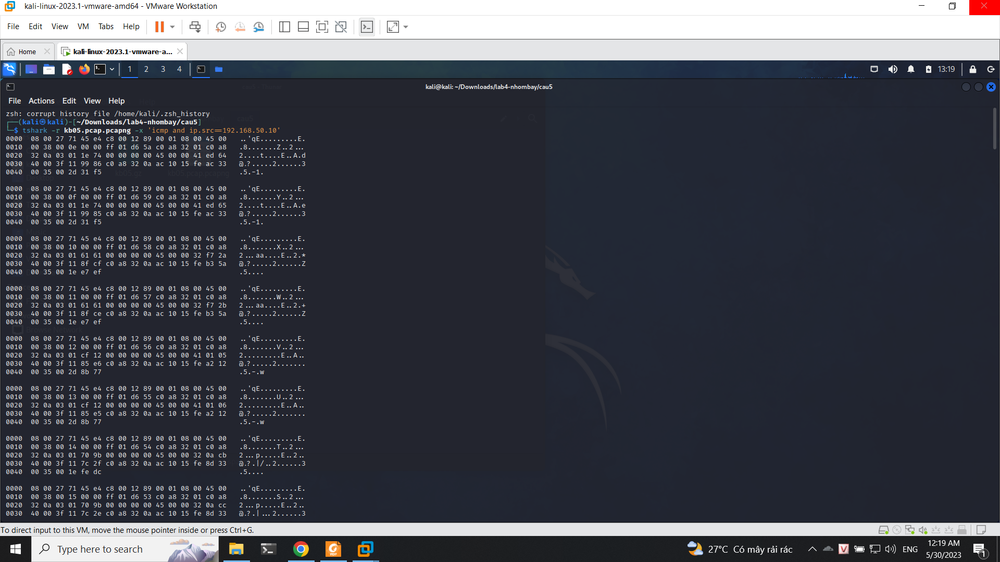 kali-linux-2023.1-vmware-amd64 - VMware Workstation
File Edit View VM Tabs Help
Home kali-linux-2023.1-vmware-a...
1 2 3 4 13:19
kali@kali: ~/Downloads/lab4-nhombay/cau5
File Actions Edit View Help
zsh: corrupt history file /home/kali/.zsh_history
┌──(kali㉿kali)-[~/Downloads/lab4-nhombay/cau5]
└─$ tshark -r kb05.pcap.pcapng -x 'icmp and ip.src==192.168.50.10'
0000 08 00 27 71 45 e4 c8 00 12 89 00 01 08 00 45 00 ..'qE.........E.
0010 00 38 00 0e 00 00 ff 01 d6 5a c0 a8 32 01 c0 a8 .8.......Z..2...
0020 32 0a 03 01 1e 74 00 00 00 00 45 00 00 41 ed 64 2....t....E..A.d
0030 40 00 3f 11 99 86 c0 a8 32 0a ac 10 15 fe ac 33 @.?.....2......3
0040 00 35 00 2d 31 f5 .5.-1.
0000 08 00 27 71 45 e4 c8 00 12 89 00 01 08 00 45 00 ..'qE.........E.
0010 00 38 00 0f 00 00 ff 01 d6 59 c0 a8 32 01 c0 a8 .8.......Y..2...
0020 32 0a 03 01 1e 74 00 00 00 00 45 00 00 41 ed 65 2....t....E..A.e
0030 40 00 3f 11 99 85 c0 a8 32 0a ac 10 15 fe ac 33 @.?.....2......3
0040 00 35 00 2d 31 f5 .5.-1.
0000 08 00 27 71 45 e4 c8 00 12 89 00 01 08 00 45 00 ..'qE.........E.
0010 00 38 00 10 00 00 ff 01 d6 58 c0 a8 32 01 c0 a8 .8.......X..2...
0020 32 0a 03 01 61 61 00 00 00 00 45 00 00 32 f7 2a 2...aa....E..2.*
0030 40 00 3f 11 8f cf c0 a8 32 0a ac 10 15 fe b3 5a @.?.....2......Z
0040 00 35 00 1e e7 ef .5....
0000 08 00 27 71 45 e4 c8 00 12 89 00 01 08 00 45 00 ..'qE.........E.
0010 00 38 00 11 00 00 ff 01 d6 57 c0 a8 32 01 c0 a8 .8.......W..2...
0020 32 0a 03 01 61 61 00 00 00 00 45 00 00 32 f7 2b 2...aa....E..2.+
0030 40 00 3f 11 8f ce c0 a8 32 0a ac 10 15 fe b3 5a @.?.....2......Z
0040 00 35 00 1e e7 ef .5....
0000 08 00 27 71 45 e4 c8 00 12 89 00 01 08 00 45 00 ..'qE.........E.
0010 00 38 00 12 00 00 ff 01 d6 56 c0 a8 32 01 c0 a8 .8.......V..2...
0020 32 0a 03 01 cf 12 00 00 00 00 45 00 00 41 01 05 2.........E..A..
0030 40 00 3f 11 85 e6 c0 a8 32 0a ac 10 15 fe a2 12 @.?.....2.......
0040 00 35 00 2d 8b 77 .5.-.w
0000 08 00 27 71 45 e4 c8 00 12 89 00 01 08 00 45 00 ..'qE.........E.
0010 00 38 00 13 00 00 ff 01 d6 55 c0 a8 32 01 c0 a8 .8.......U..2...
0020 32 0a 03 01 cf 12 00 00 00 00 45 00 00 41 01 06 2.........E..A..
0030 40 00 3f 11 85 e5 c0 a8 32 0a ac 10 15 fe a2 12 @.?.....2.......
0040 00 35 00 2d 8b 77 .5.-.w
0000 08 00 27 71 45 e4 c8 00 12 89 00 01 08 00 45 00 ..'qE.........E.
0010 00 38 00 14 00 00 ff 01 d6 54 c0 a8 32 01 c0 a8 .8.......T..2...
0020 32 0a 03 01 70 9b 00 00 00 00 45 00 00 32 0a cb 2...p.....E..2..
0030 40 00 3f 11 7c 2f c0 a8 32 0a ac 10 15 fe 8d 33 @.?.|/..2......3
0040 00 35 00 1e fe dc .5....
0000 08 00 27 71 45 e4 c8 00 12 89 00 01 08 00 45 00 ..'qE.........E.
0010 00 38 00 15 00 00 ff 01 d6 53 c0 a8 32 01 c0 a8 .8.......S..2...
0020 32 0a 03 01 70 9b 00 00 00 00 45 00 00 32 0a cc 2...p.....E..2..
0030 40 00 3f 11 7c 2e c0 a8 32 0a ac 10 15 fe 8d 33 @.?.|...2......3
To direct input to this VM, move the mouse pointer inside or press Ctrl+G.
Type here to search
27°C Có mây rải rác
ENG
12:19 AM
5/30/2023
1